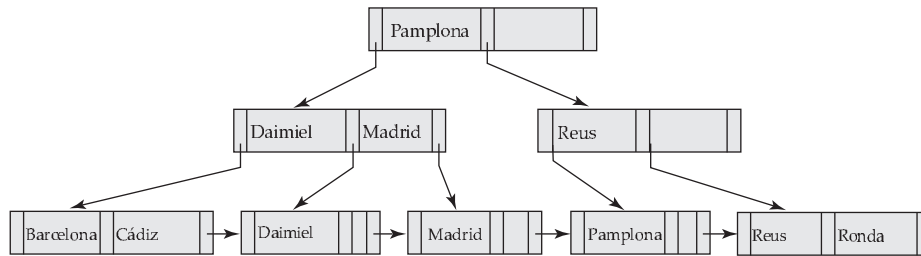 Pamplona
Daimiel Madrid Reus
Barcelona Cádiz Daimiel Madrid Pamplona Reus Ronda